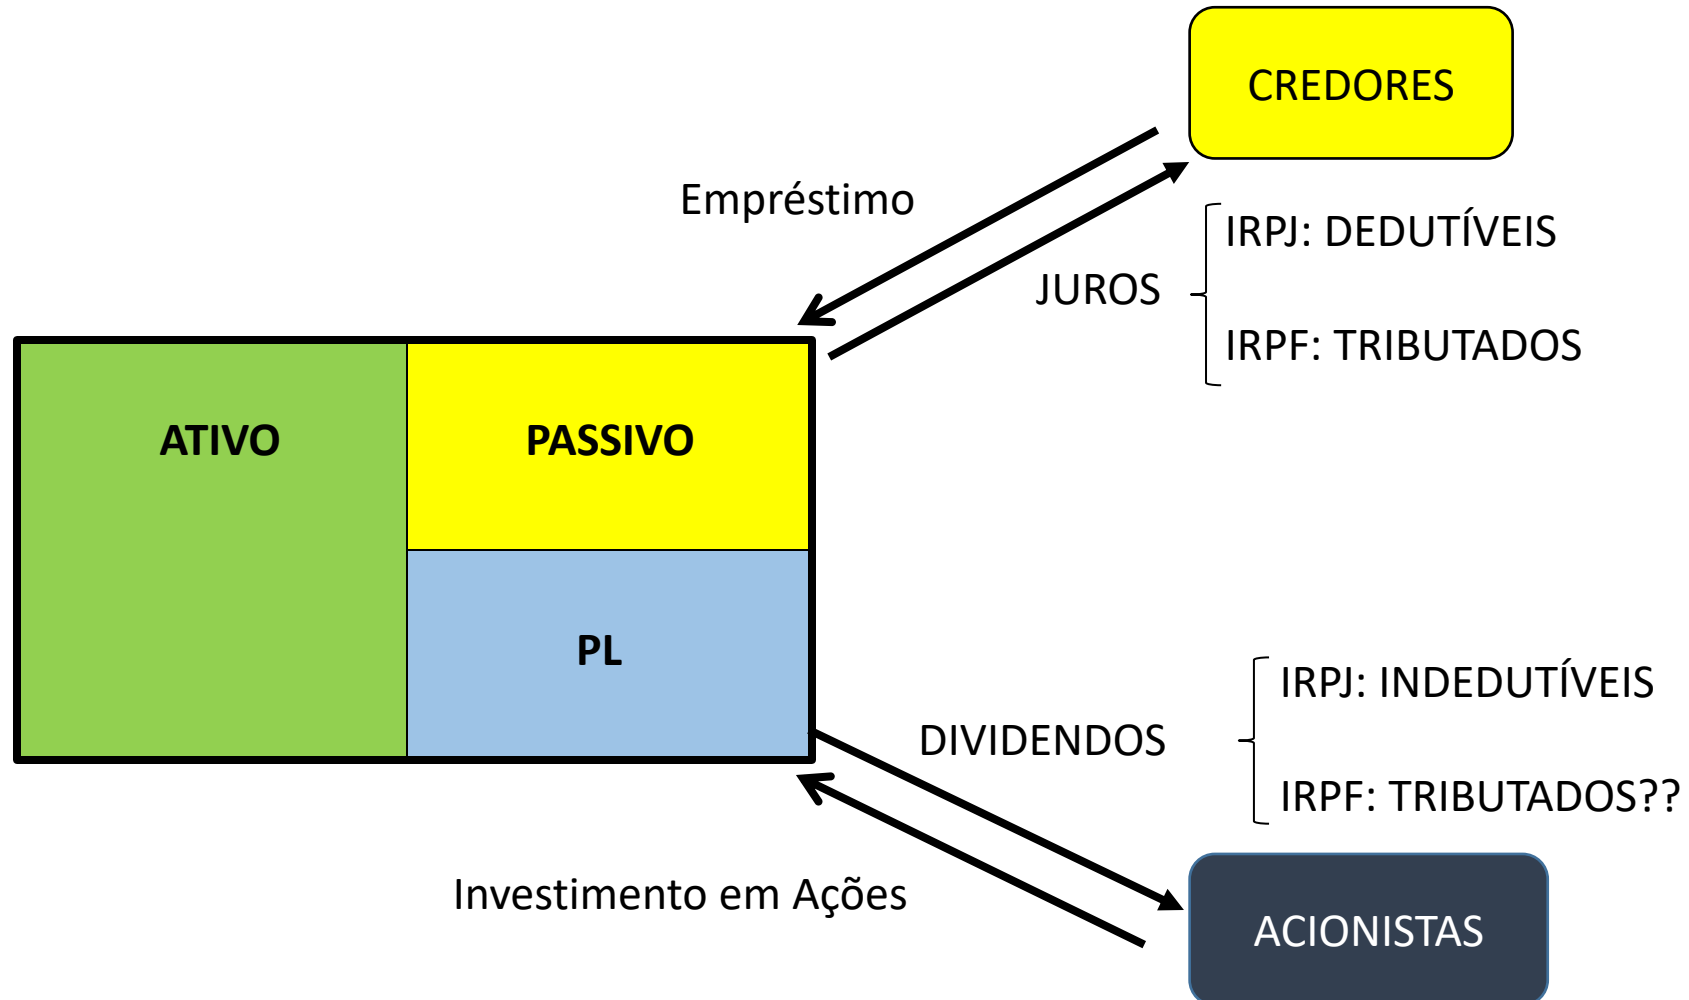 CREDORES
Empréstimo
IRPJ: DEDUTÍVEIS
JUROS
IRPF: TRIBUTADOS
ATIVO
PASSIVO
PL
IRPJ: INDEDUTÍVEIS
DIVIDENDOS
IRPF: TRIBUTADOS??
Investimento em Ações
ACIONISTAS